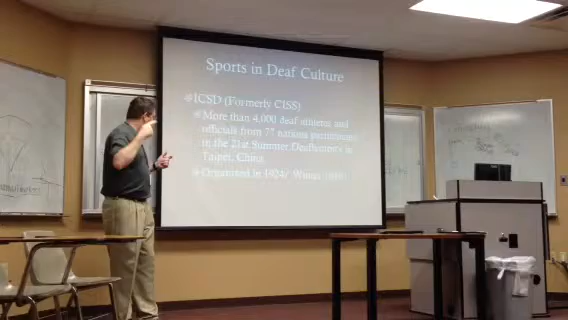 Sports in Deaf Culture
ICSD (Formerly CISS)
More than 4,000 deaf athletes and
officials from 77 nations participate
in the 21st Summer Deaflympics in
Taipei, China
Organized in 1924/ Winter